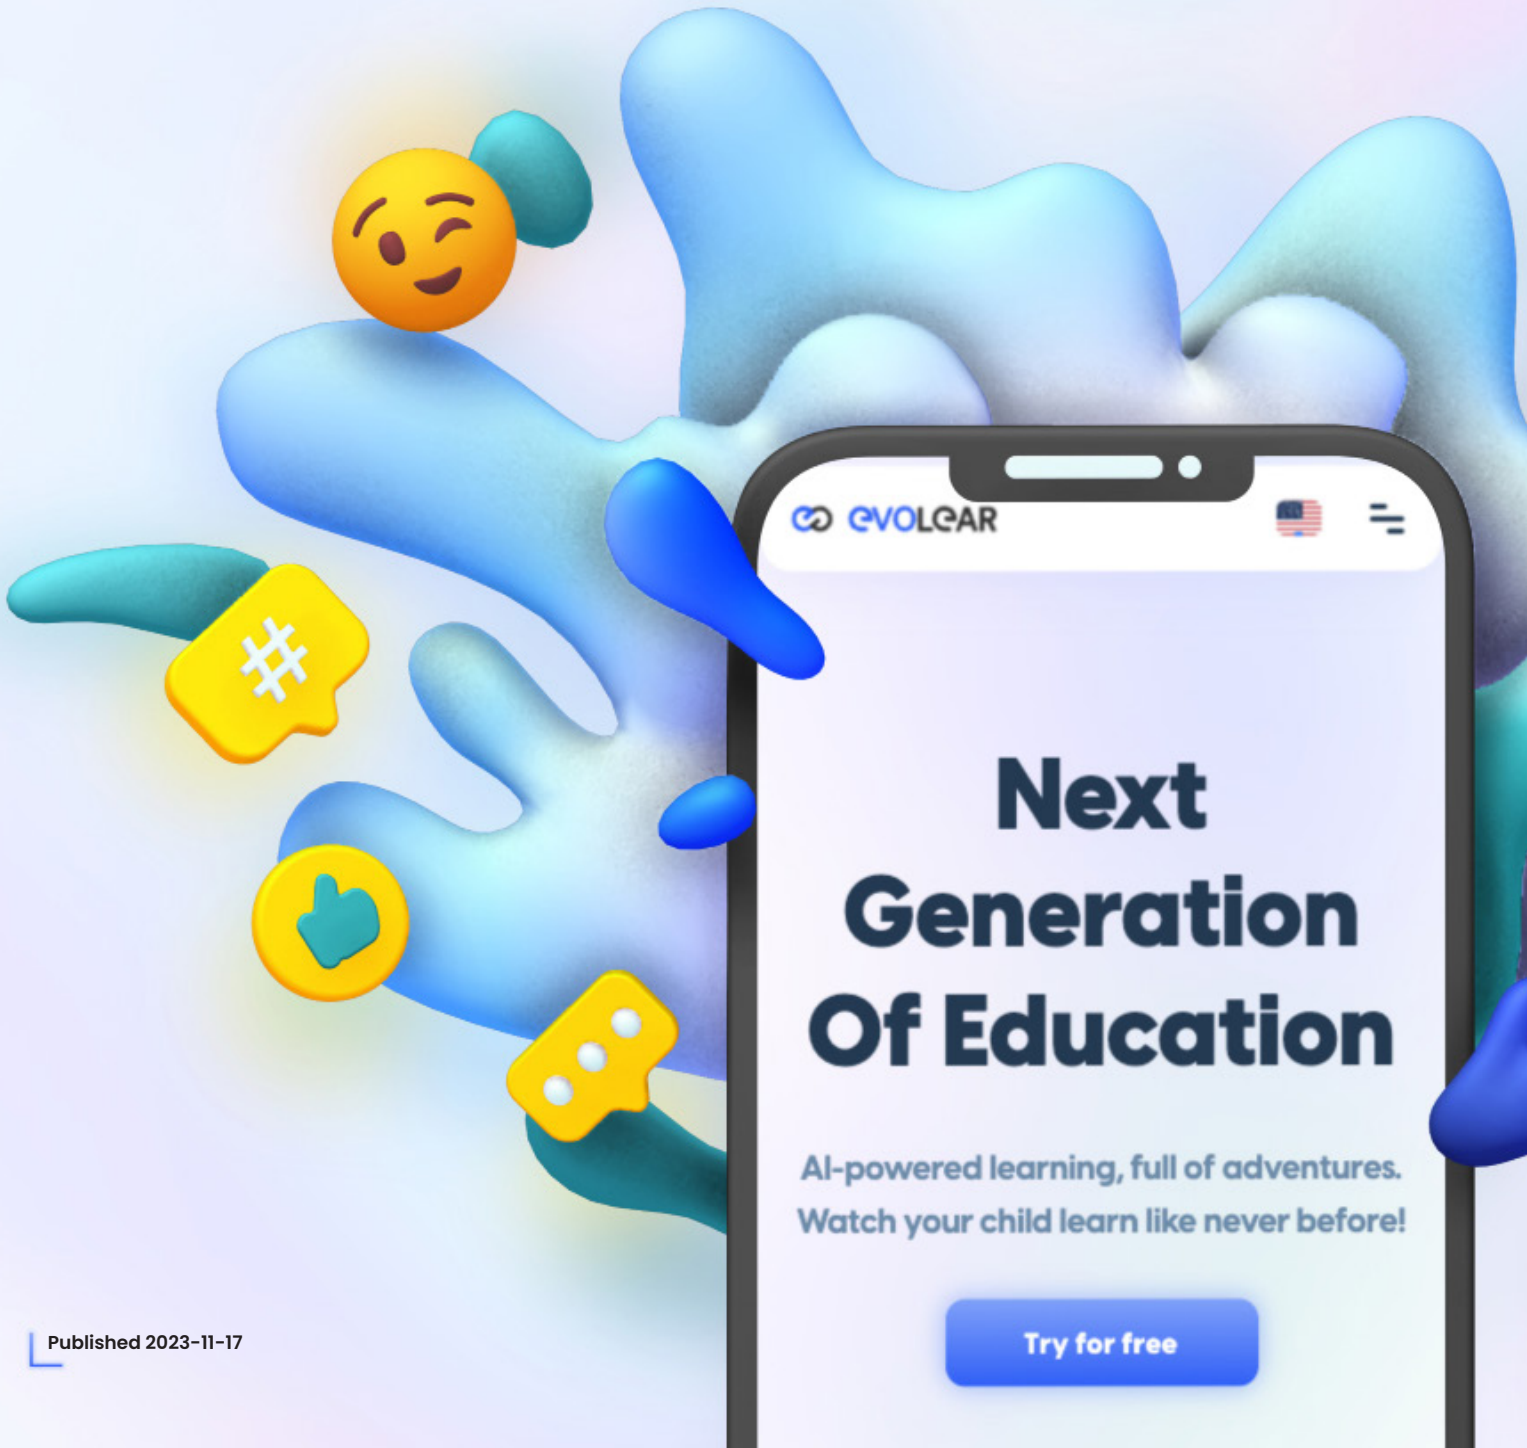 evoleAR
#
Next
Generation
Of Education
AI-powered learning, full of adventures.
Watch your child learn like never before!
Try for free
Published 2023-11-17